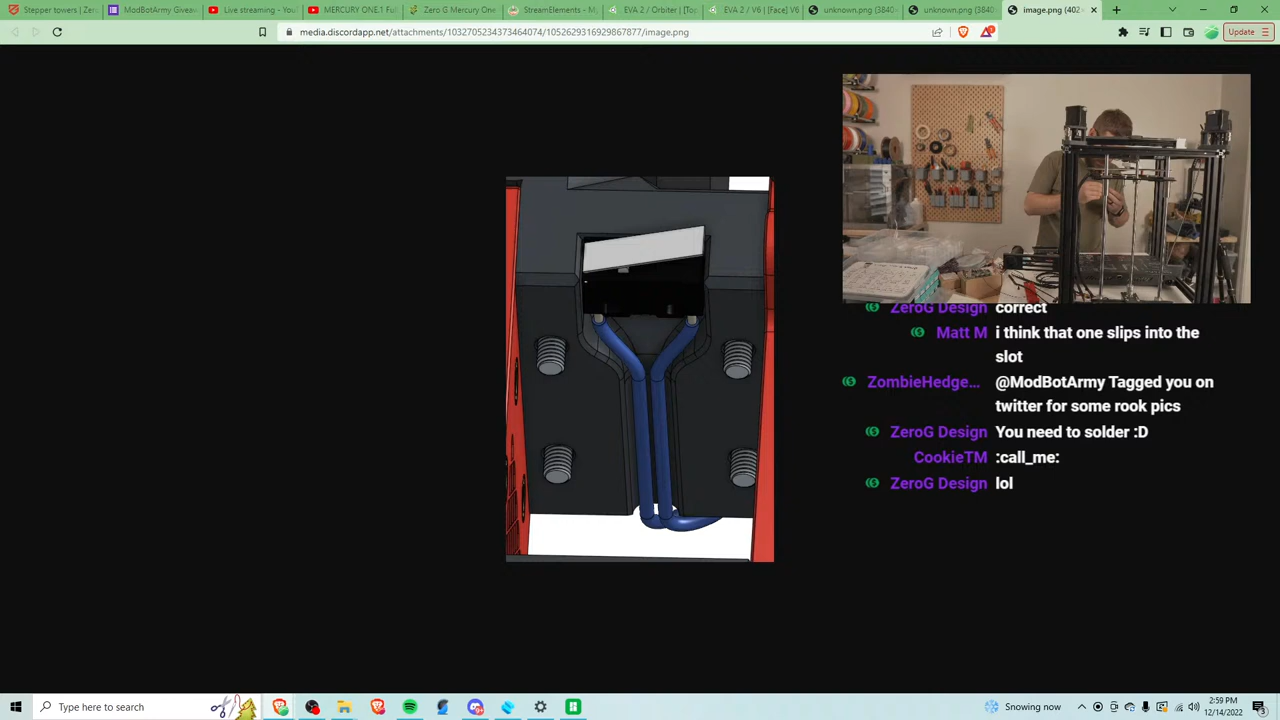 Stepper towers | Zer
ModBotArmy Giveaw
Live streaming - You
MERCURY ONE.1 Ful
Zero G Mercury One
StreamElements - M
EVA 2 / Orbiter | Top
EVA 2 / V6 | [Face] V6
unknown.png (3840
unknown.png (3840
image.png (402×
media.discordapp.net/attachments/1032705234373464074/1052629316929867877/image.png
Update
ZeroG Design correct
Matt M i think that one slips into the
slot
ZombieHedge... @ModBotArmy Tagged you on
twitter for some rook pics
ZeroG Design You need to solder :D
CookieTM :call_me:
ZeroG Design lol
Type here to search
Snowing now
2:59 PM
12/14/2022
3